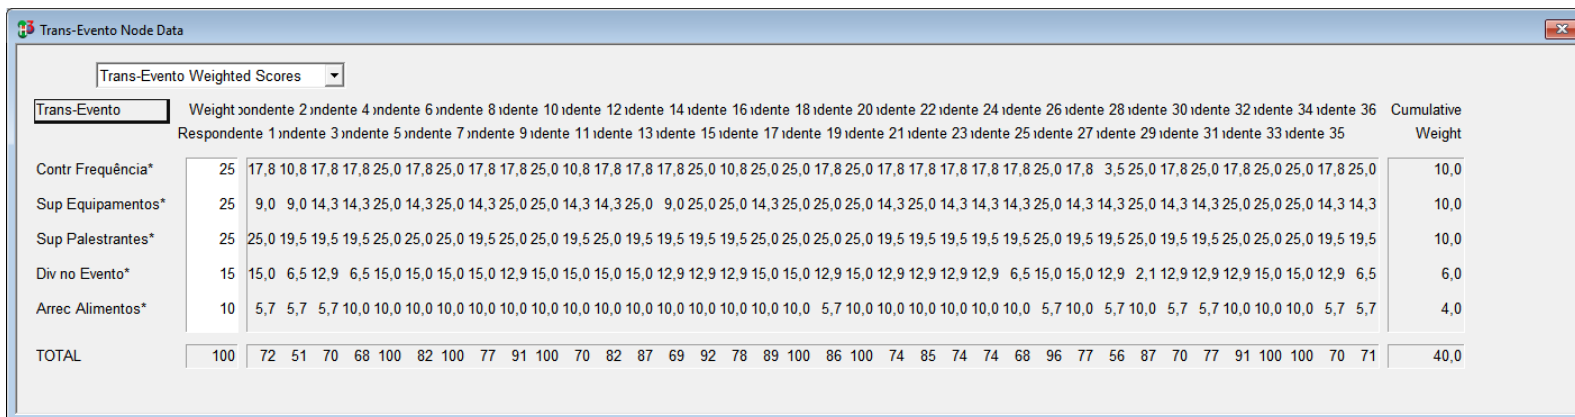 Trans-Evento Node Data
Trans-Evento Weighted Scores
Trans-Evento Weight ondente 2 ondente 4 ondente 6 ondente 8 dente 10 dente 12 dente 14 dente 16 dente 18 dente 20 dente 22 dente 24 dente 26 dente 28 dente 30 dente 32 dente 34 dente 36 Cumulative
Respondente 1 ondente 3 ondente 5 ondente 7 ondente 9 dente 11 dente 13 dente 15 dente 17 dente 19 dente 21 dente 23 dente 25 dente 27 dente 29 dente 31 dente 33 dente 35 Weight
Contr Frequência* 25 17,8 10,8 17,8 17,8 25,0 17,8 25,0 17,8 17,8 25,0 10,8 17,8 17,8 17,8 25,0 10,8 25,0 25,0 17,8 25,0 17,8 17,8 17,8 17,8 17,8 25,0 17,8 3,5 25,0 17,8 25,0 17,8 25,0 25,0 17,8 25,0 10,0
Sup Equipamentos* 25 9,0 9,0 14,3 14,3 25,0 14,3 25,0 14,3 25,0 25,0 14,3 14,3 25,0 9,0 25,0 25,0 14,3 25,0 25,0 25,0 14,3 25,0 14,3 14,3 14,3 25,0 14,3 25,0 25,0 14,3 14,3 25,0 25,0 25,0 14,3 14,3 10,0
Sup Palestrantes* 25 25,0 19,5 19,5 19,5 25,0 25,0 25,0 19,5 25,0 25,0 19,5 25,0 19,5 19,5 19,5 19,5 25,0 25,0 25,0 25,0 19,5 19,5 19,5 19,5 19,5 25,0 19,5 19,5 19,5 25,0 19,5 25,0 25,0 25,0 19,5 19,5 10,0
Div no Evento* 15 15,0 6,5 12,9 6,5 15,0 15,0 15,0 15,0 12,9 15,0 15,0 15,0 15,0 12,9 12,9 12,9 15,0 15,0 12,9 15,0 12,9 12,9 12,9 12,9 6,5 15,0 15,0 12,9 2,1 12,9 12,9 12,9 15,0 15,0 12,9 6,5 6,0
Arrec Alimentos* 10 5,7 5,7 5,7 10,0 10,0 10,0 10,0 10,0 10,0 10,0 10,0 10,0 10,0 10,0 10,0 10,0 10,0 10,0 5,7 10,0 10,0 10,0 10,0 10,0 10,0 5,7 10,0 5,7 10,0 5,7 5,7 10,0 10,0 10,0 5,7 5,7 4,0
TOTAL 100 72 51 70 68 100 82 100 77 91 100 70 82 87 69 92 78 89 100 86 100 74 85 74 74 68 96 77 56 87 70 77 91 100 100 70 71 40,0